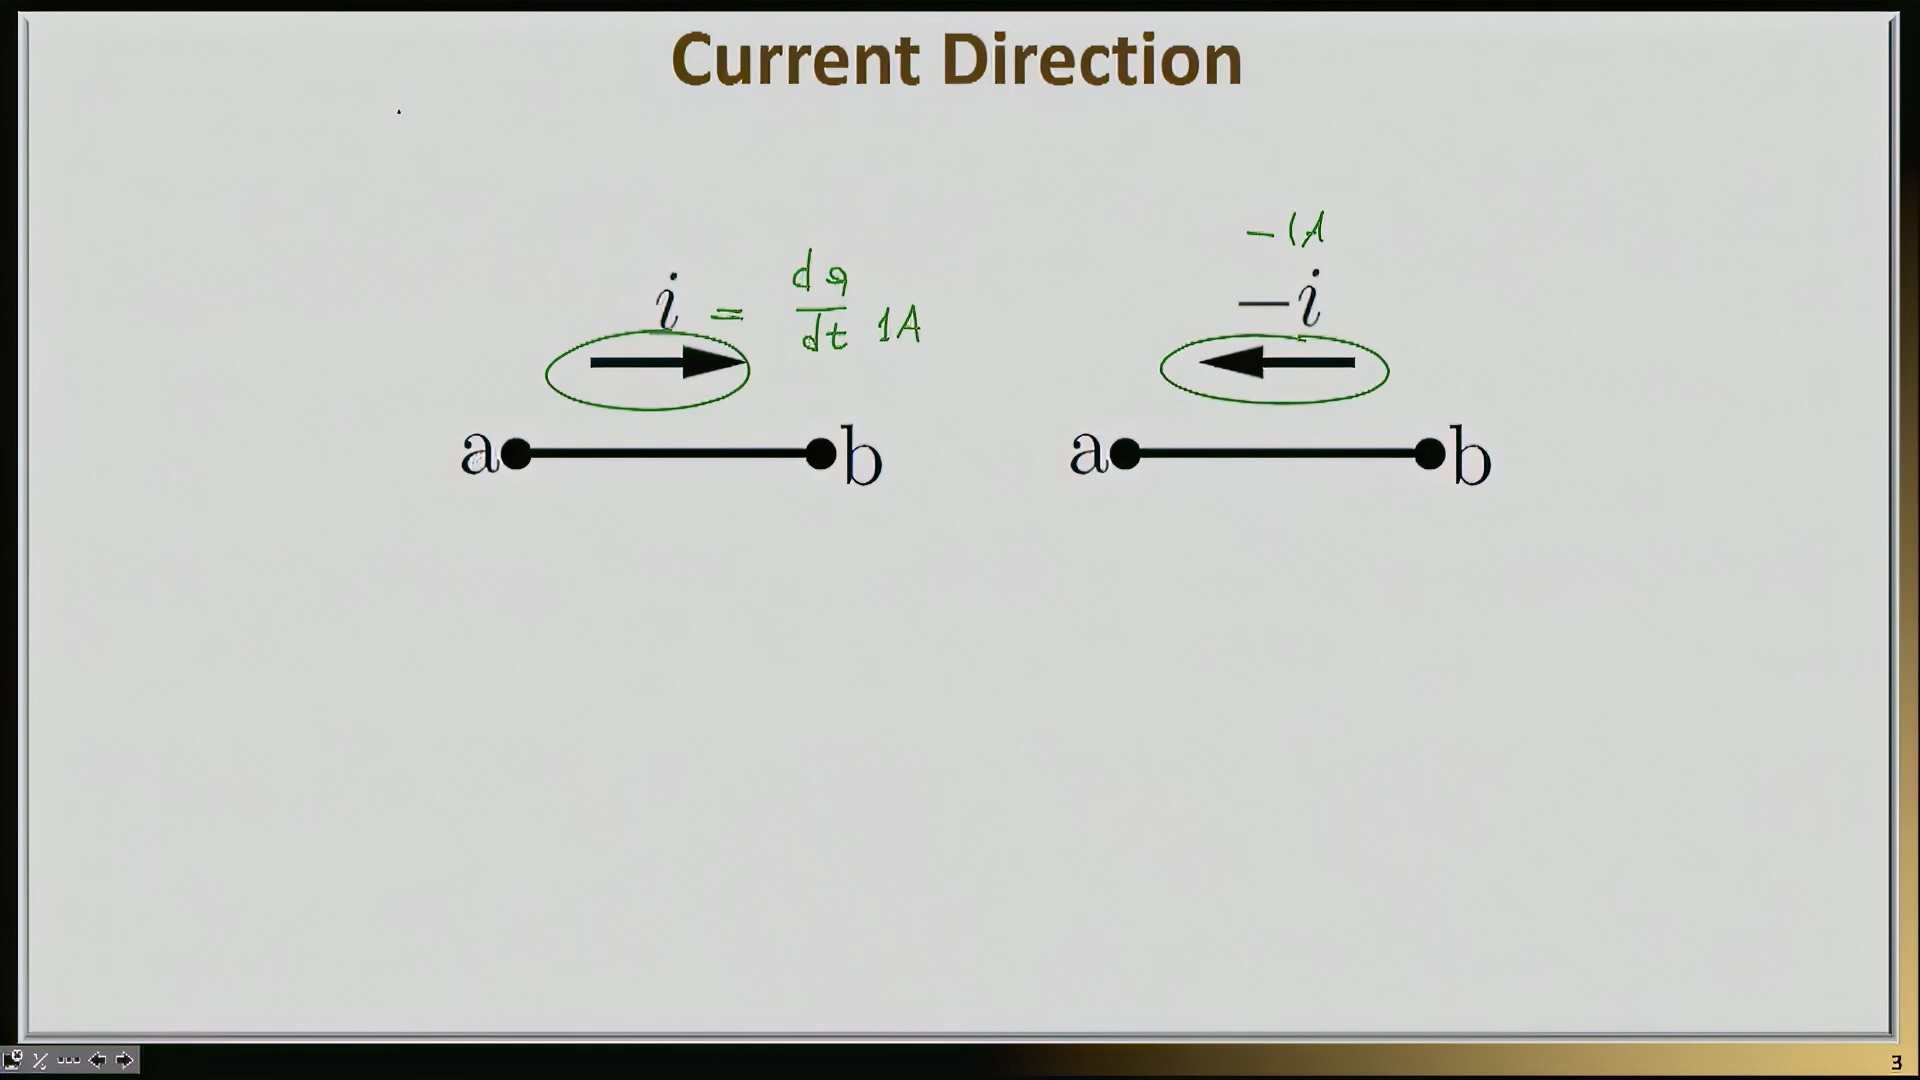 Current Direction
i = dq/dt 1A
-1A
−i
a b
a b
3